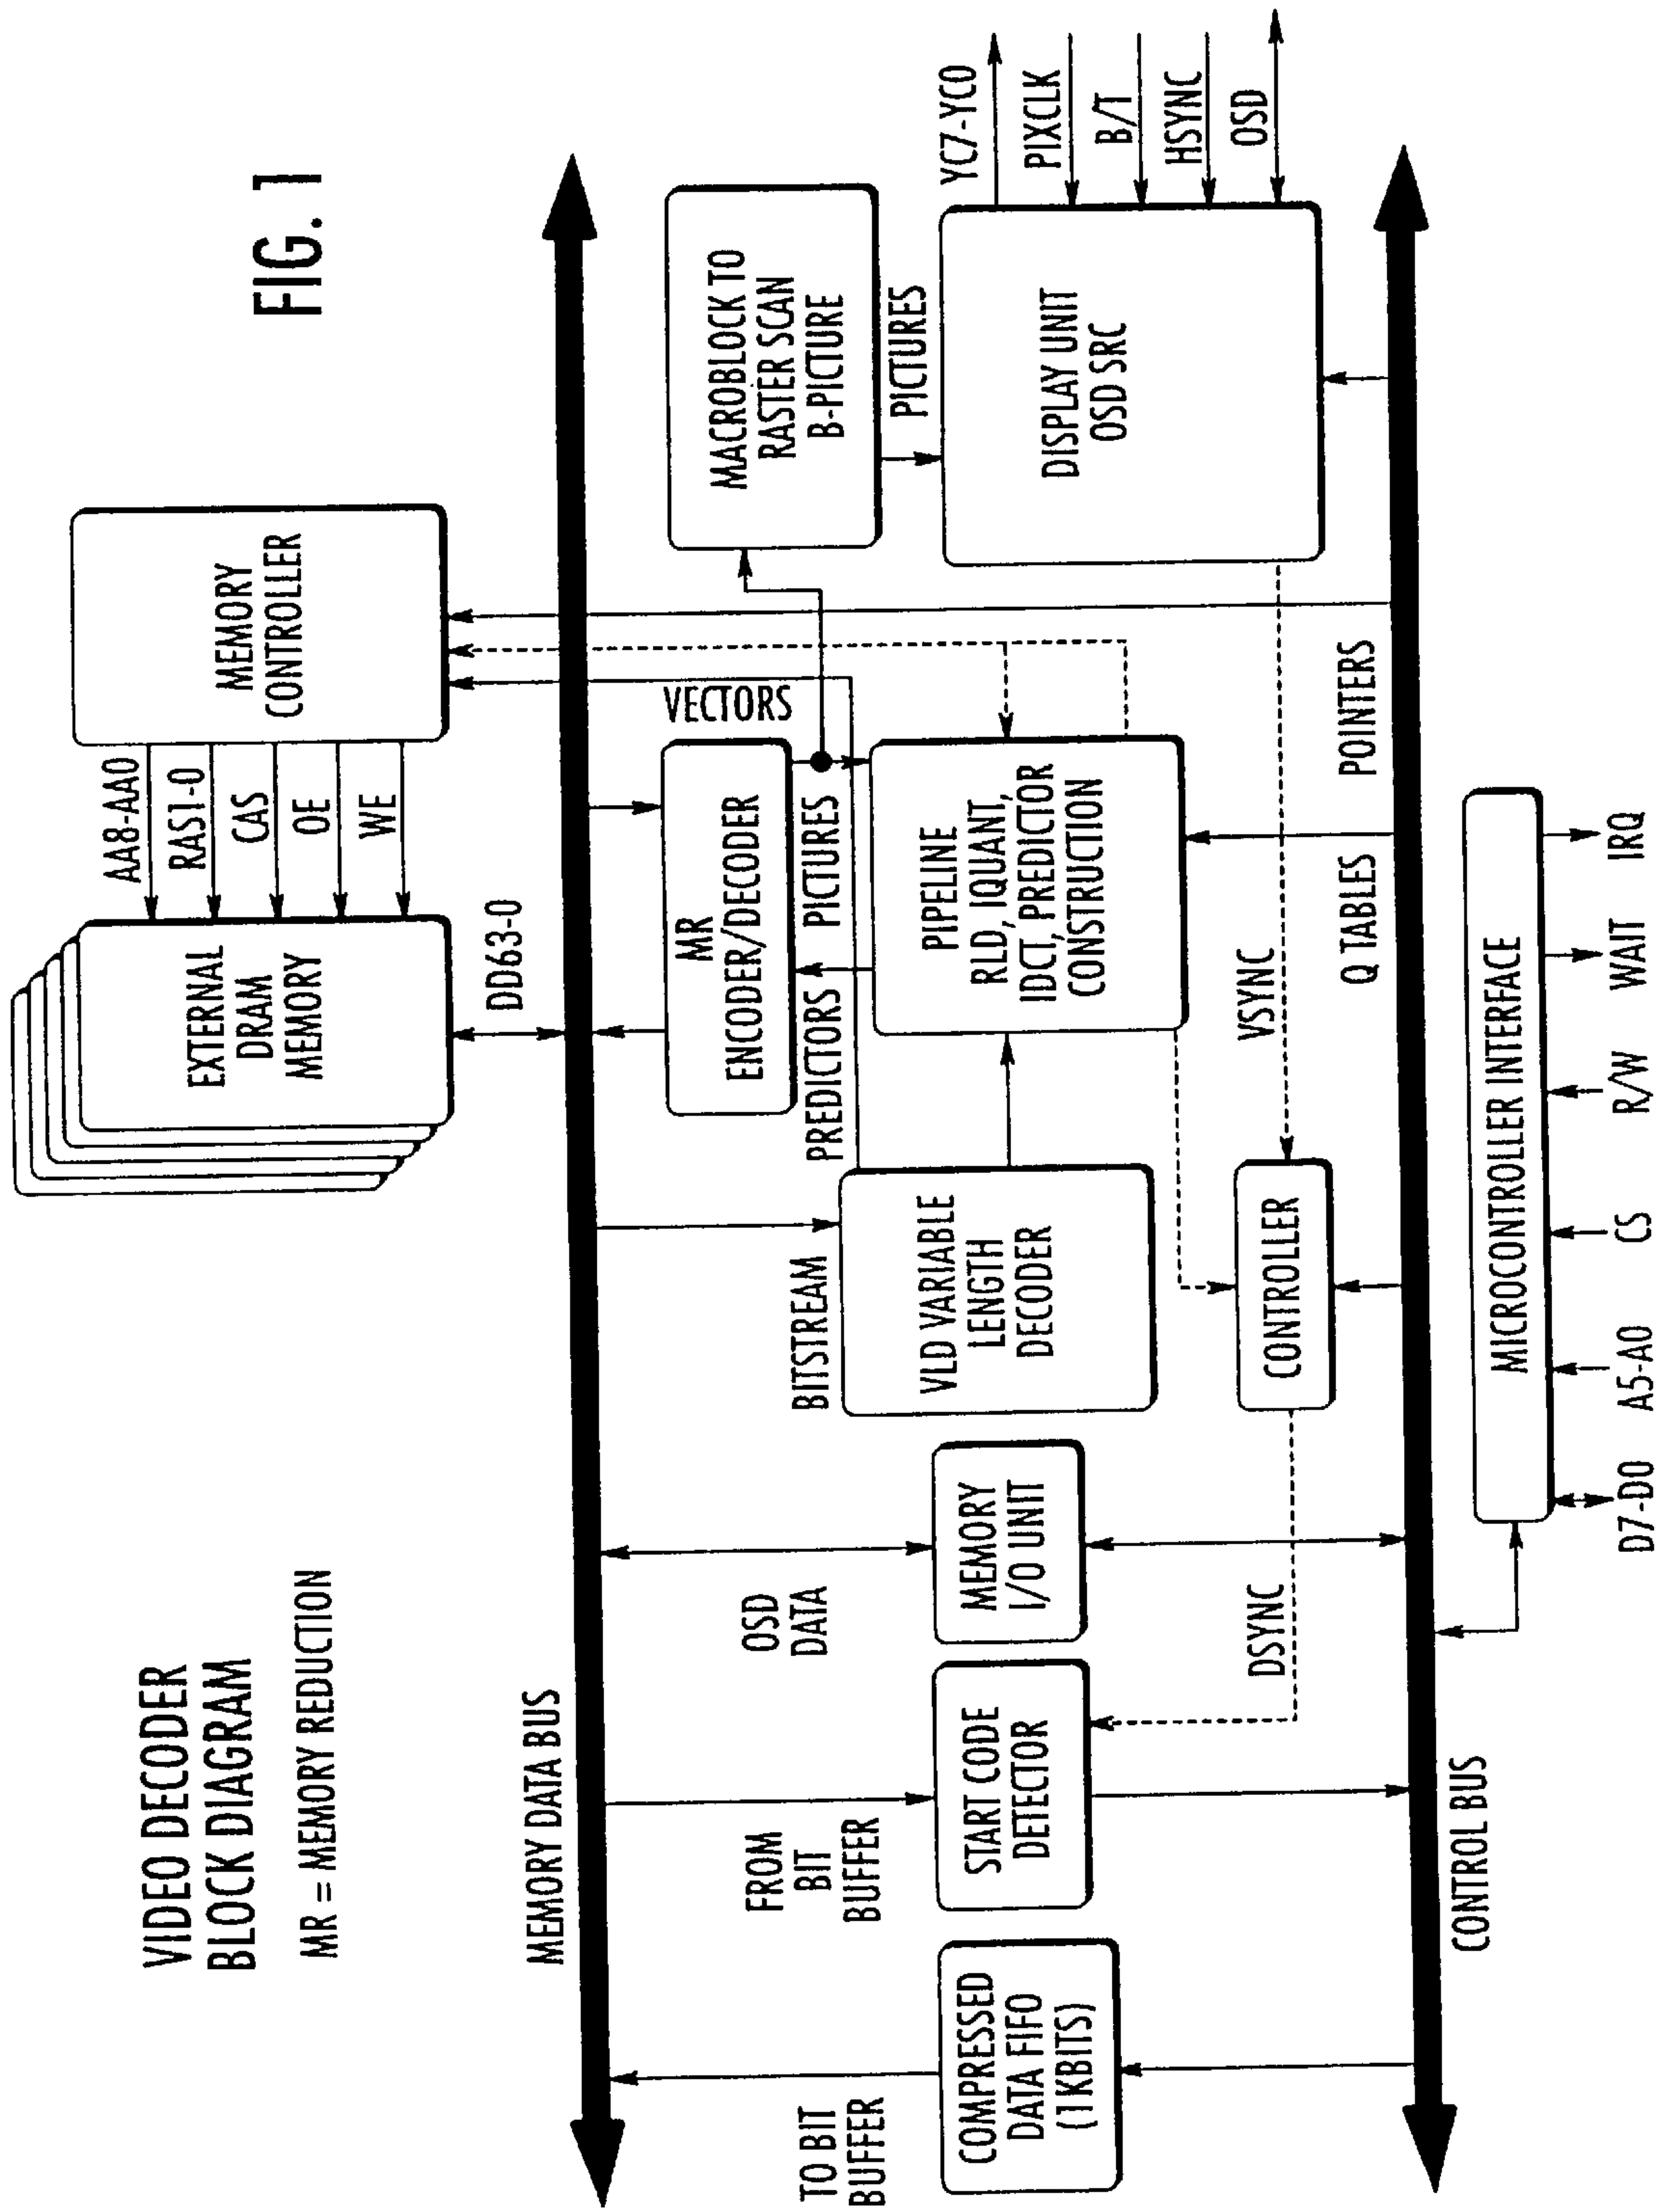 VIDEO DECODER
BLOCK DIAGRAM
MR = MEMORY REDUCTION
FIG. 1
EXTERNAL
DRAM
MEMORY
AA8-AA0
RAS1-0
CAS
OE
WE
MEMORY
CONTROLLER
DD63-0
MEMORY DATA BUS
TO BIT
BUFFER
FROM
BIT
BUFFER
OSD
DATA
BITSTREAM
MR
ENCODER/DECODER
VECTORS
PREDICTORS
PICTURES
MACROBLOCK TO
RASTER SCAN
B-PICTURE
PICTURES
COMPRESSED
DATA FIFO
(1KBITS)
START CODE
DETECTOR
MEMORY
I/O UNIT
VLD VARIABLE
LENGTH
DECODER
PIPELINE
RLD, IQUANT,
IDCT, PREDICTOR
CONSTRUCTION
DISPLAY UNIT
OSD SRC
YC7-YC0
PIXCLK
B/T
HSYNC
OSD
DSYNC
CONTROLLER
VSYNC
Q TABLES
POINTERS
CONTROL BUS
MICROCONTROLLER INTERFACE
D7-D0
A5-A0
CS
R/W
WAIT
IRQ